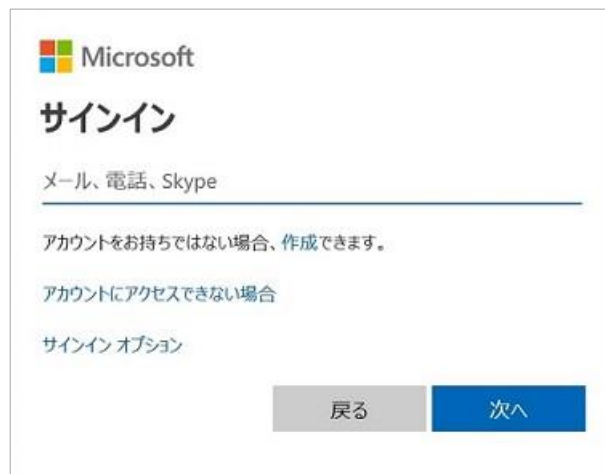 Microsoft
サインイン
メール、電話、Skype
アカウントをお持ちではない場合、作成できます。
アカウントにアクセスできない場合
サインイン オプション
戻る
次へ